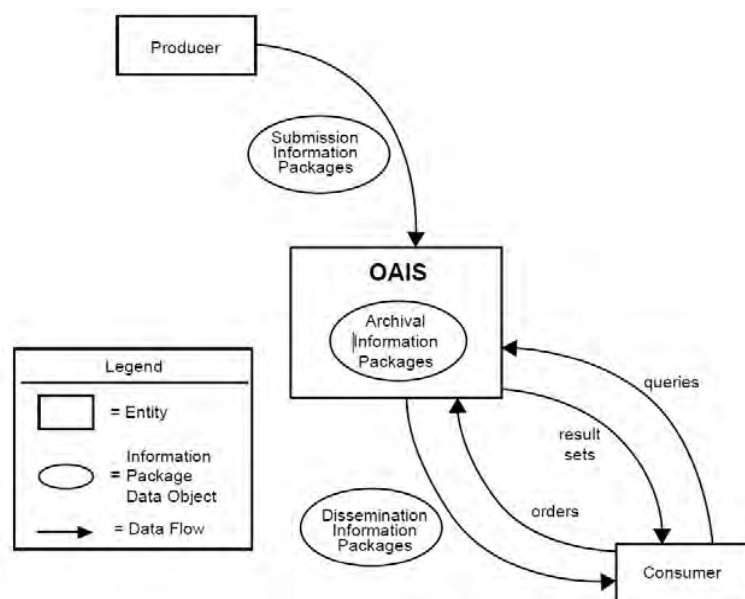 Producer
Submission
Information
Packages
OAIS
Archival
Information
Packages
queries
result
sets
orders
Dissemination
Information
Packages
Consumer
Legend
= Entity
Information
= Package
Data Object
= Data Flow